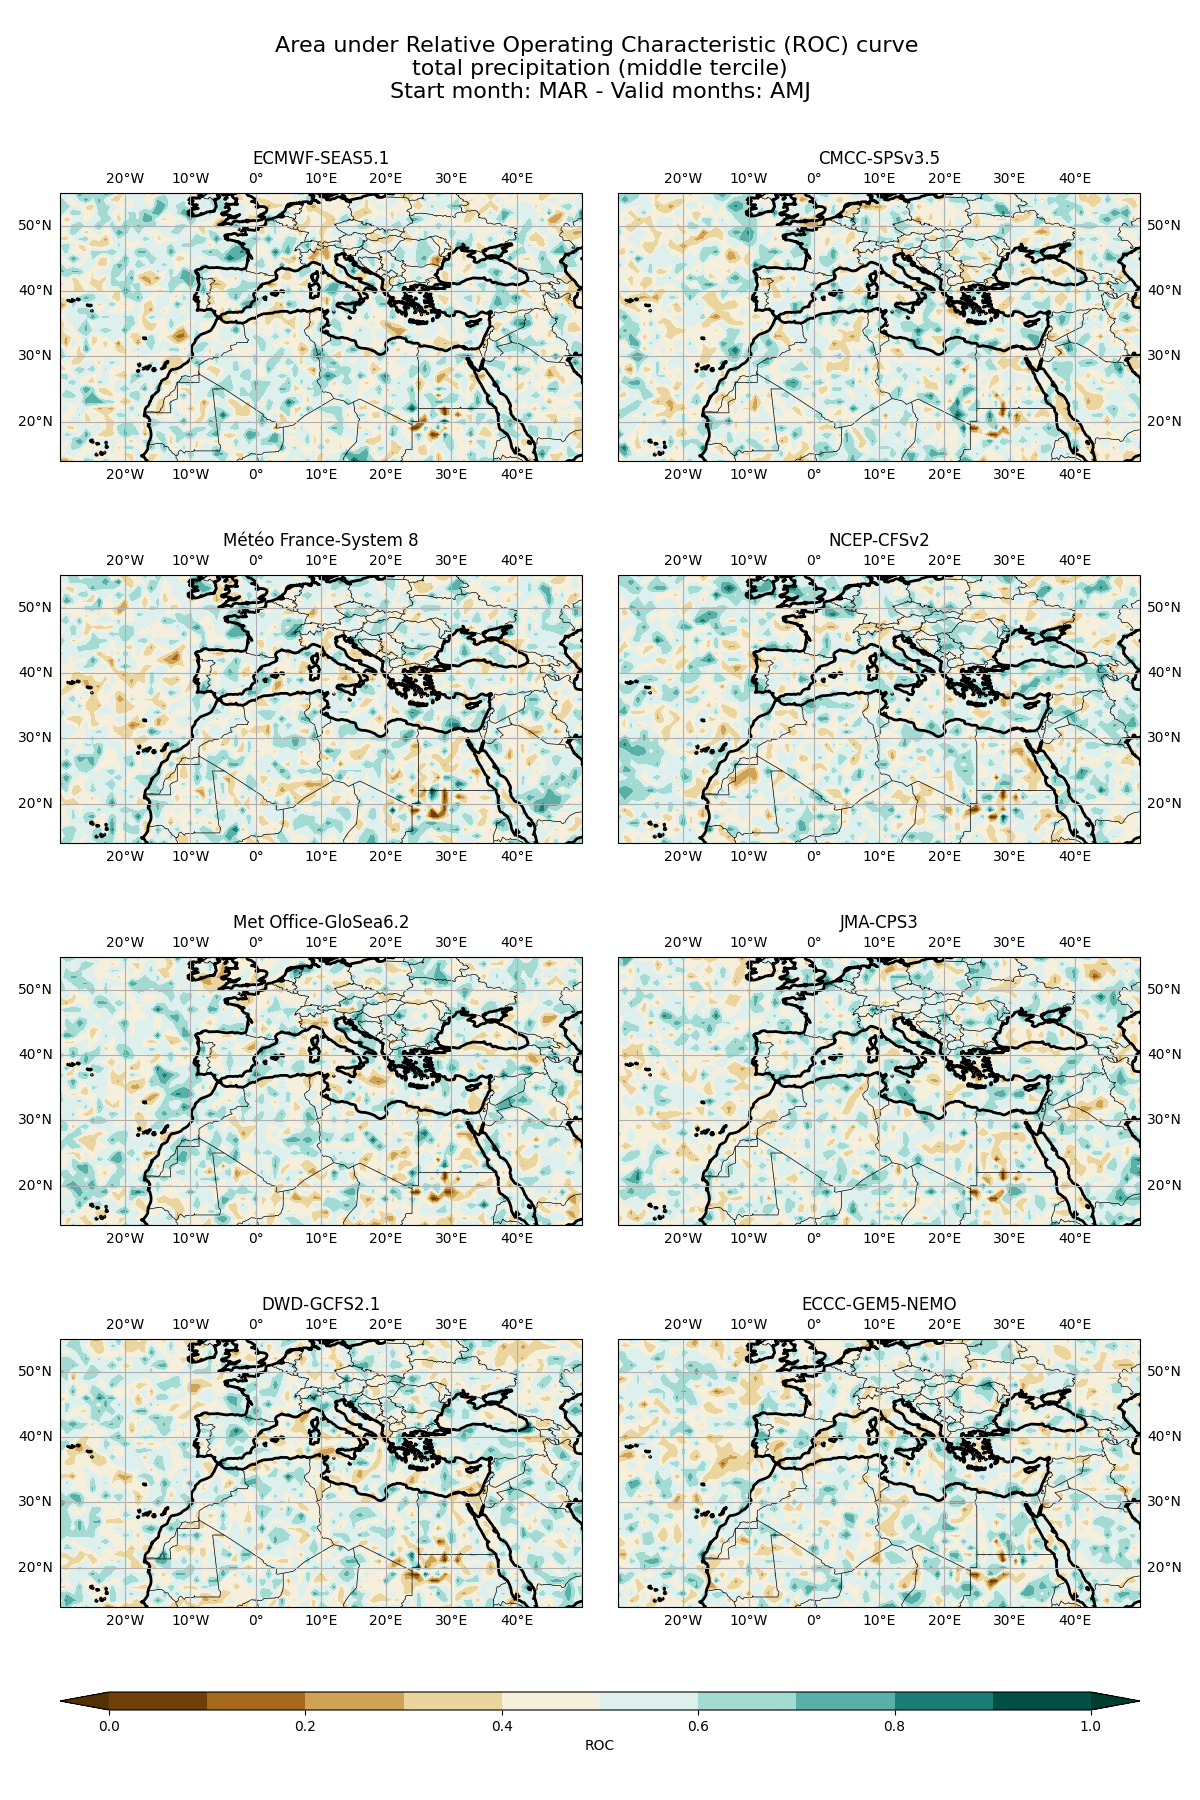 Area under Relative Operating Characteristic (ROC) curve
total precipitation (middle tercile)
Start month: MAR - Valid months: AMJ
ECMWF-SEAS5.1
20°W 10°W 0° 10°E 20°E 30°E 40°E
50°N
40°N
30°N
20°N
20°W 10°W 0° 10°E 20°E 30°E 40°E
CMCC-SPSv3.5
20°W 10°W 0° 10°E 20°E 30°E 40°E
50°N
40°N
30°N
20°N
20°W 10°W 0° 10°E 20°E 30°E 40°E
Météo France-System 8
20°W 10°W 0° 10°E 20°E 30°E 40°E
50°N
40°N
30°N
20°N
20°W 10°W 0° 10°E 20°E 30°E 40°E
NCEP-CFSv2
20°W 10°W 0° 10°E 20°E 30°E 40°E
50°N
40°N
30°N
20°N
20°W 10°W 0° 10°E 20°E 30°E 40°E
Met Office-GloSea6.2
20°W 10°W 0° 10°E 20°E 30°E 40°E
50°N
40°N
30°N
20°N
20°W 10°W 0° 10°E 20°E 30°E 40°E
JMA-CPS3
20°W 10°W 0° 10°E 20°E 30°E 40°E
50°N
40°N
30°N
20°N
20°W 10°W 0° 10°E 20°E 30°E 40°E
DWD-GCFS2.1
20°W 10°W 0° 10°E 20°E 30°E 40°E
50°N
40°N
30°N
20°N
20°W 10°W 0° 10°E 20°E 30°E 40°E
ECCC-GEM5-NEMO
20°W 10°W 0° 10°E 20°E 30°E 40°E
50°N
40°N
30°N
20°N
20°W 10°W 0° 10°E 20°E 30°E 40°E
0.0 0.2 0.4 0.6 0.8 1.0
ROC